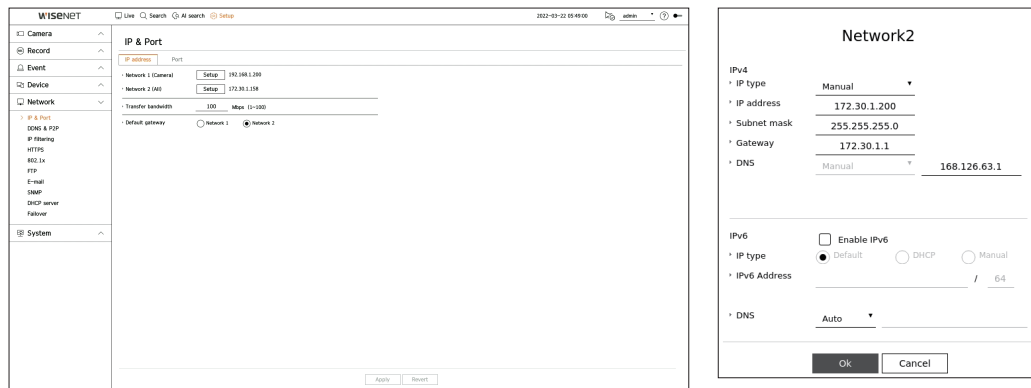 WISENET
Live Search AI search Setup 2022-03-22 05:49:00 admin ?
Camera
Record
Event
Device
Network
IP & Port
DDNS & P2P
IP filtering
HTTPS
802.1x
FTP
E-mail
SNMP
DHCP server
Failover
System
IP & Port
IP address Port
Network 1 (Camera) Setup 192.168.1.200
Network 2 (All) Setup 172.30.1.158
Transfer bandwidth 100 Mbps (1~100)
Default gateway Network 1 Network 2
Apply Revert
Network2
IPv4
IP type Manual
IP address 172.30.1.200
Subnet mask 255.255.255.0
Gateway 172.30.1.1
DNS Manual 168.126.63.1
IPv6 Enable IPv6
IP type Default DHCP Manual
IPv6 Address / 64
DNS Auto
Ok Cancel